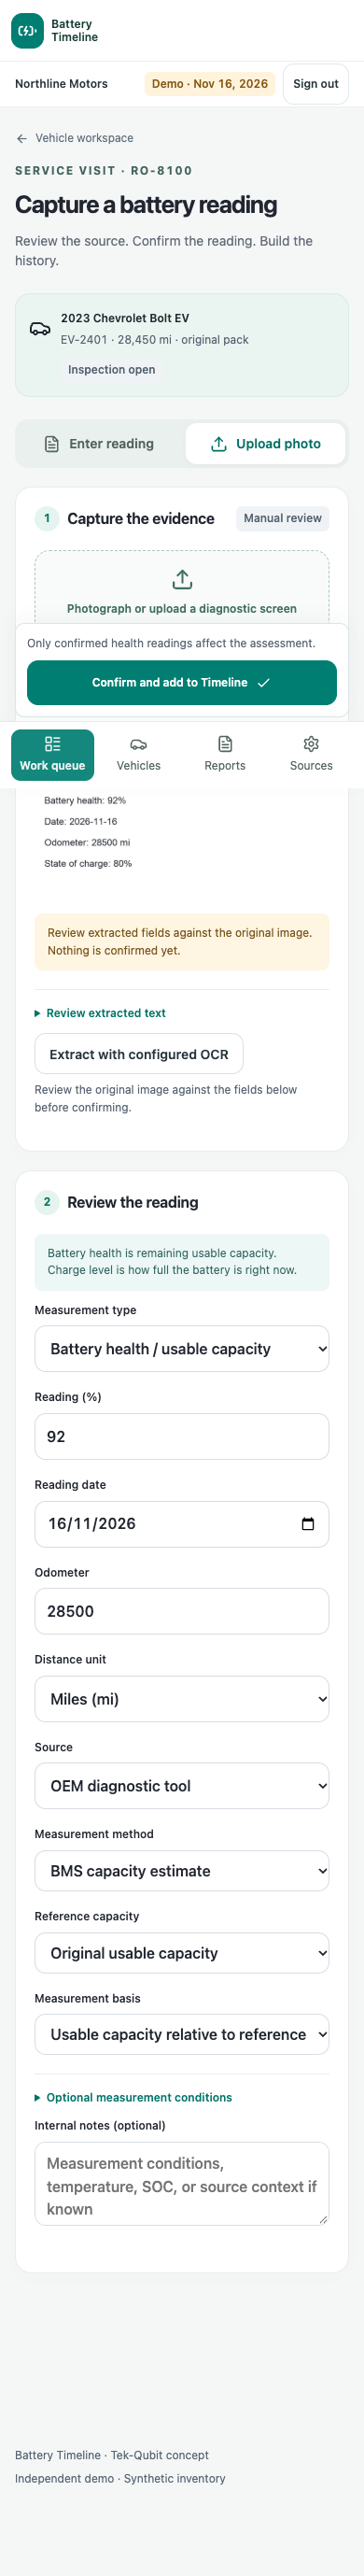 Battery
Timeline
Northline Motors
Demo · Nov 16, 2026
Sign out
Vehicle workspace
SERVICE VISIT · RO-8100
Capture a battery reading
Review the source. Confirm the reading. Build the
history.
2023 Chevrolet Bolt EV
EV-2401 · 28,450 mi · original pack
Inspection open
Enter reading
Upload photo
1
Capture the evidence
Manual review
Photograph or upload a diagnostic screen
Only confirmed health readings affect the assessment.
Confirm and add to Timeline
Work queue
Vehicles
Reports
Sources
Battery health: 92%
Date: 2026-11-16
Odometer: 28500 mi
State of charge: 80%
Review extracted fields against the original image.
Nothing is confirmed yet.
Review extracted text
Extract with configured OCR
Review the original image against the fields below
before confirming.
2
Review the reading
Battery health is remaining usable capacity.
Charge level is how full the battery is right now.
Measurement type
Battery health / usable capacity
Reading (%)
92
Reading date
16/11/2026
Odometer
28500
Distance unit
Miles (mi)
Source
OEM diagnostic tool
Measurement method
BMS capacity estimate
Reference capacity
Original usable capacity
Measurement basis
Usable capacity relative to reference
Optional measurement conditions
Internal notes (optional)
Measurement conditions,
temperature, SOC, or source context if
known
Battery Timeline · Tek-Qubit concept
Independent demo · Synthetic inventory